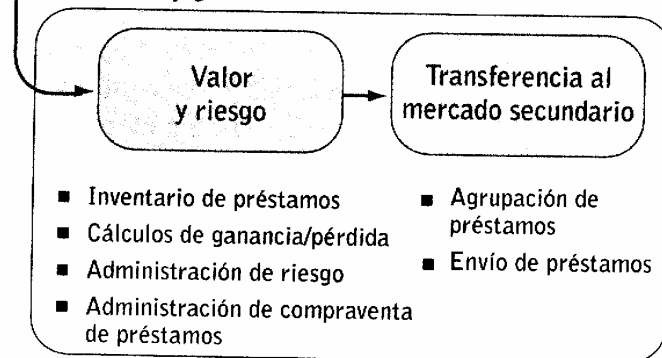 Valor
y riesgo
Transferencia al
mercado secundario
■ Inventario de préstamos
■ Cálculos de ganancia/pérdida
■ Administración de riesgo
■ Administración de compraventa
de préstamos
■ Agrupación de
préstamos
■ Envío de préstamos